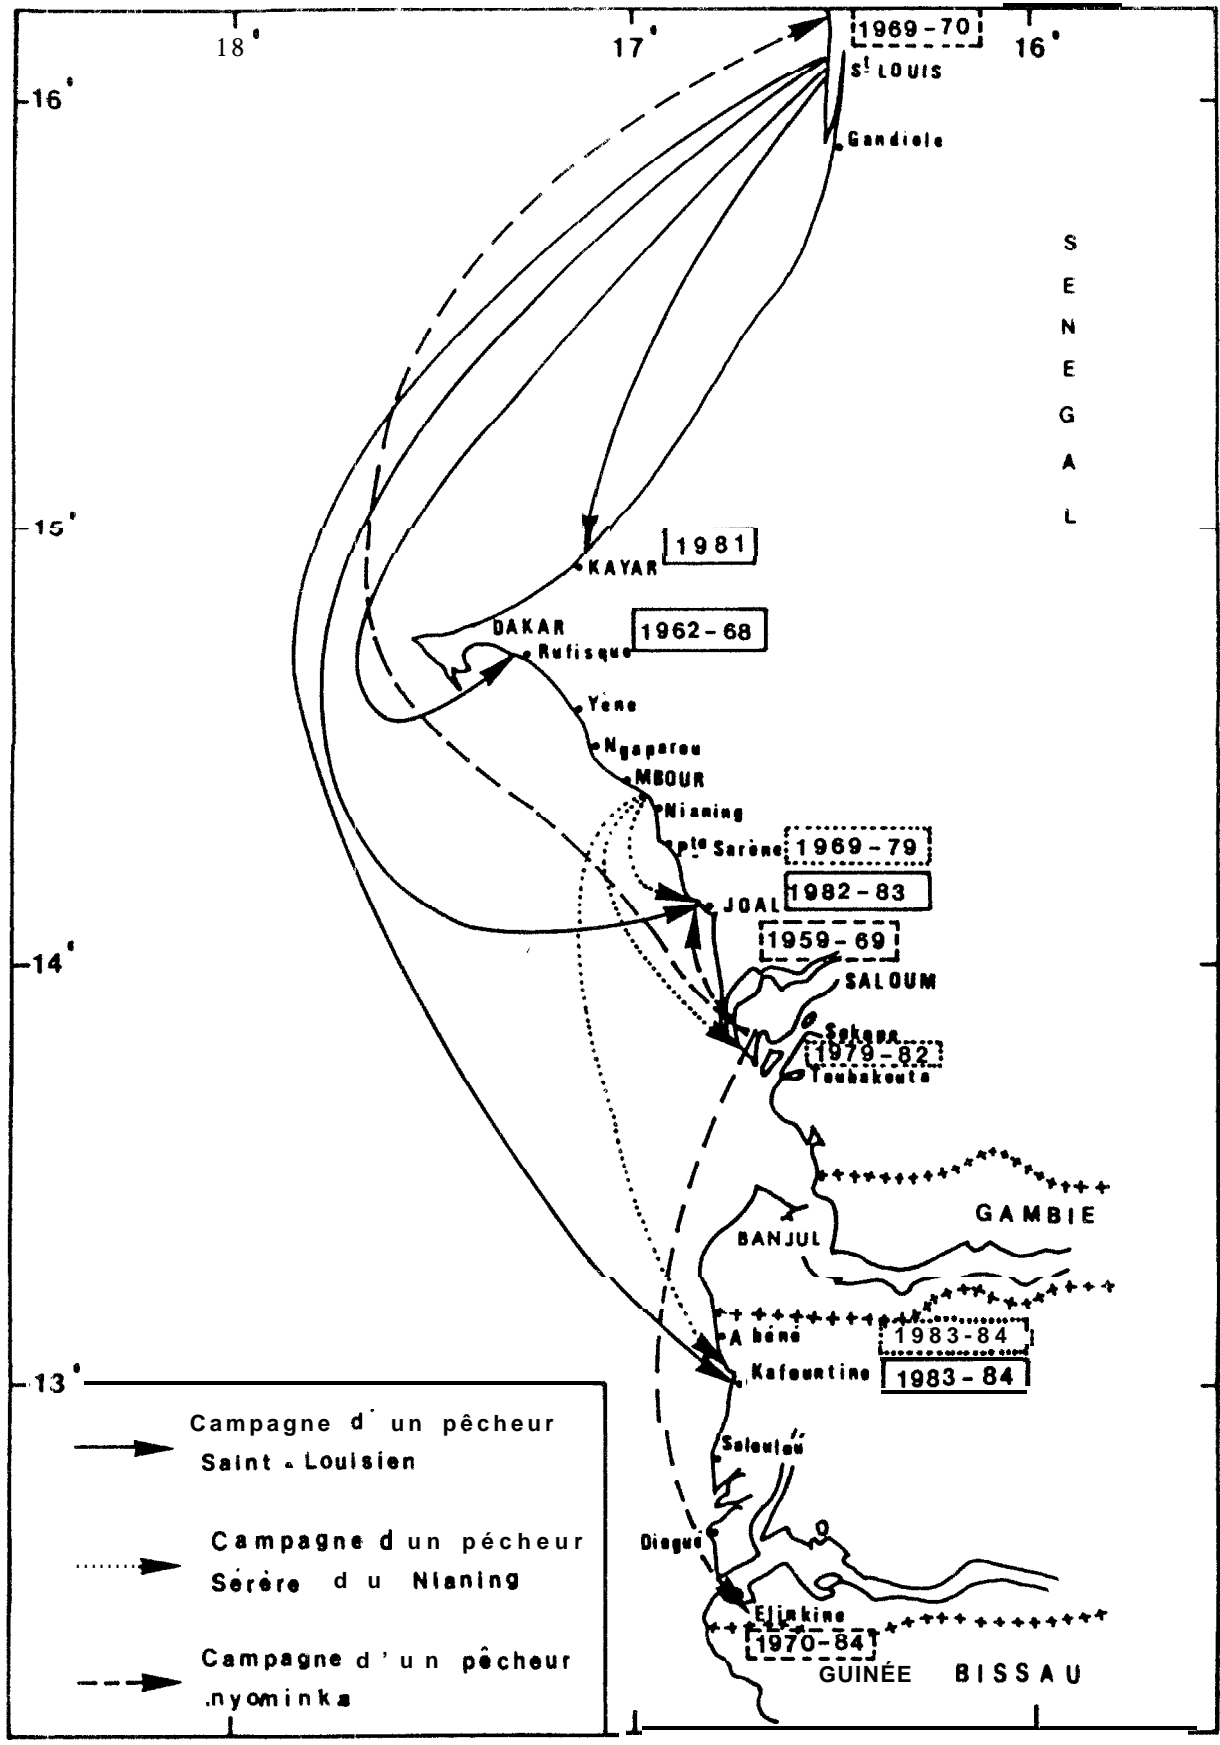 18°
17°
1969-70
16°
St LOUIS
16°
Gandiole
S
E
N
E
G
A
L
15°
1981
KAYAR
DAKAR
1962-68
Rufisque
Yène
Ngaparou
MBOUR
Nianing
Pte Sarène
1969-79
JOAL
1982-83
1959-69
14°
SALOUM
Sokone
1979-82
Toubakouta
GAMBIE
BANJUL
Abéné
1983-84
13°
Kafountine
1983-84
Campagne d'un pêcheur
Saint-Louisien
Campagne d un pécheur
Sérère du Nianing
Diogué
Elinkine
1970-84
Campagne d'un pêcheur
nyominka
GUINÉE BISSAU